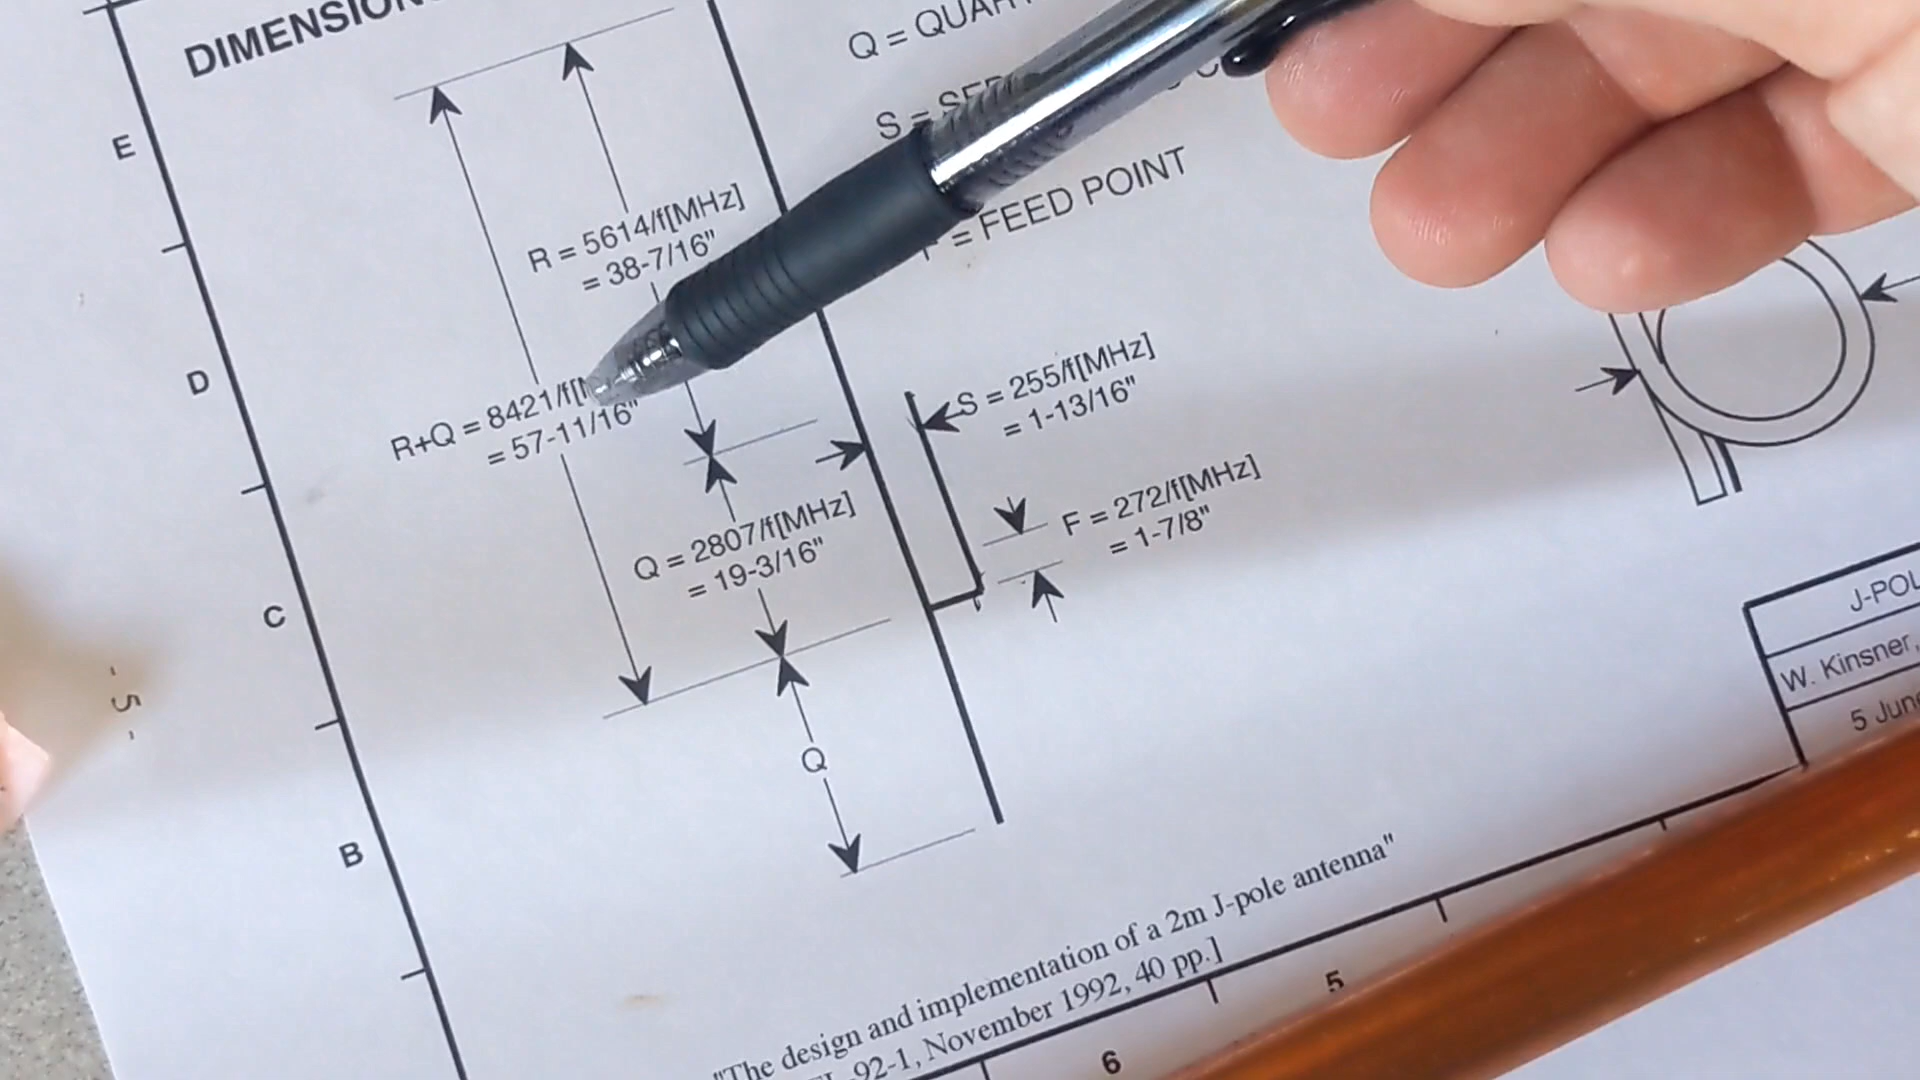 DIMENSION
Q = QUAR
S = SE
= FEED POINT
E
R = 5614/f[MHz]
= 38-7/16"
D
R+Q = 8421/f[M
= 57-11/16"
S = 255/f[MHz]
= 1-13/16"
Q = 2807/f[MHz]
= 19-3/16"
F = 272/f[MHz]
= 1-7/8"
C
J-POL
W. Kinsner,
5 June
- 5 -
Q
B
"The design and implementation of a 2m J-pole antenna"
92-1, November 1992, 40 pp.]
5
6